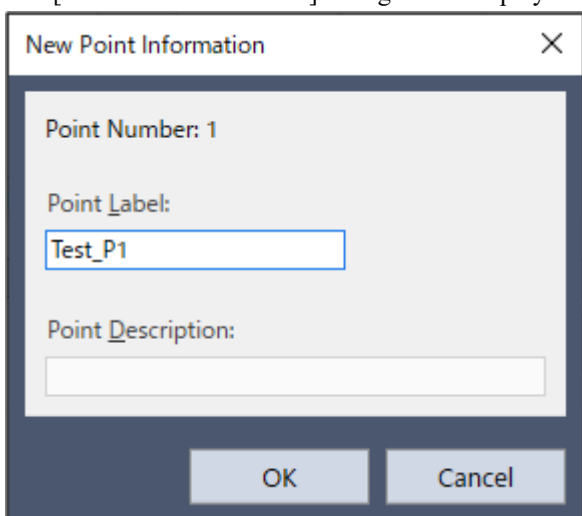 New Point Information
Point Number: 1
Point Label:
Test_P1
Point Description:
OK Cancel